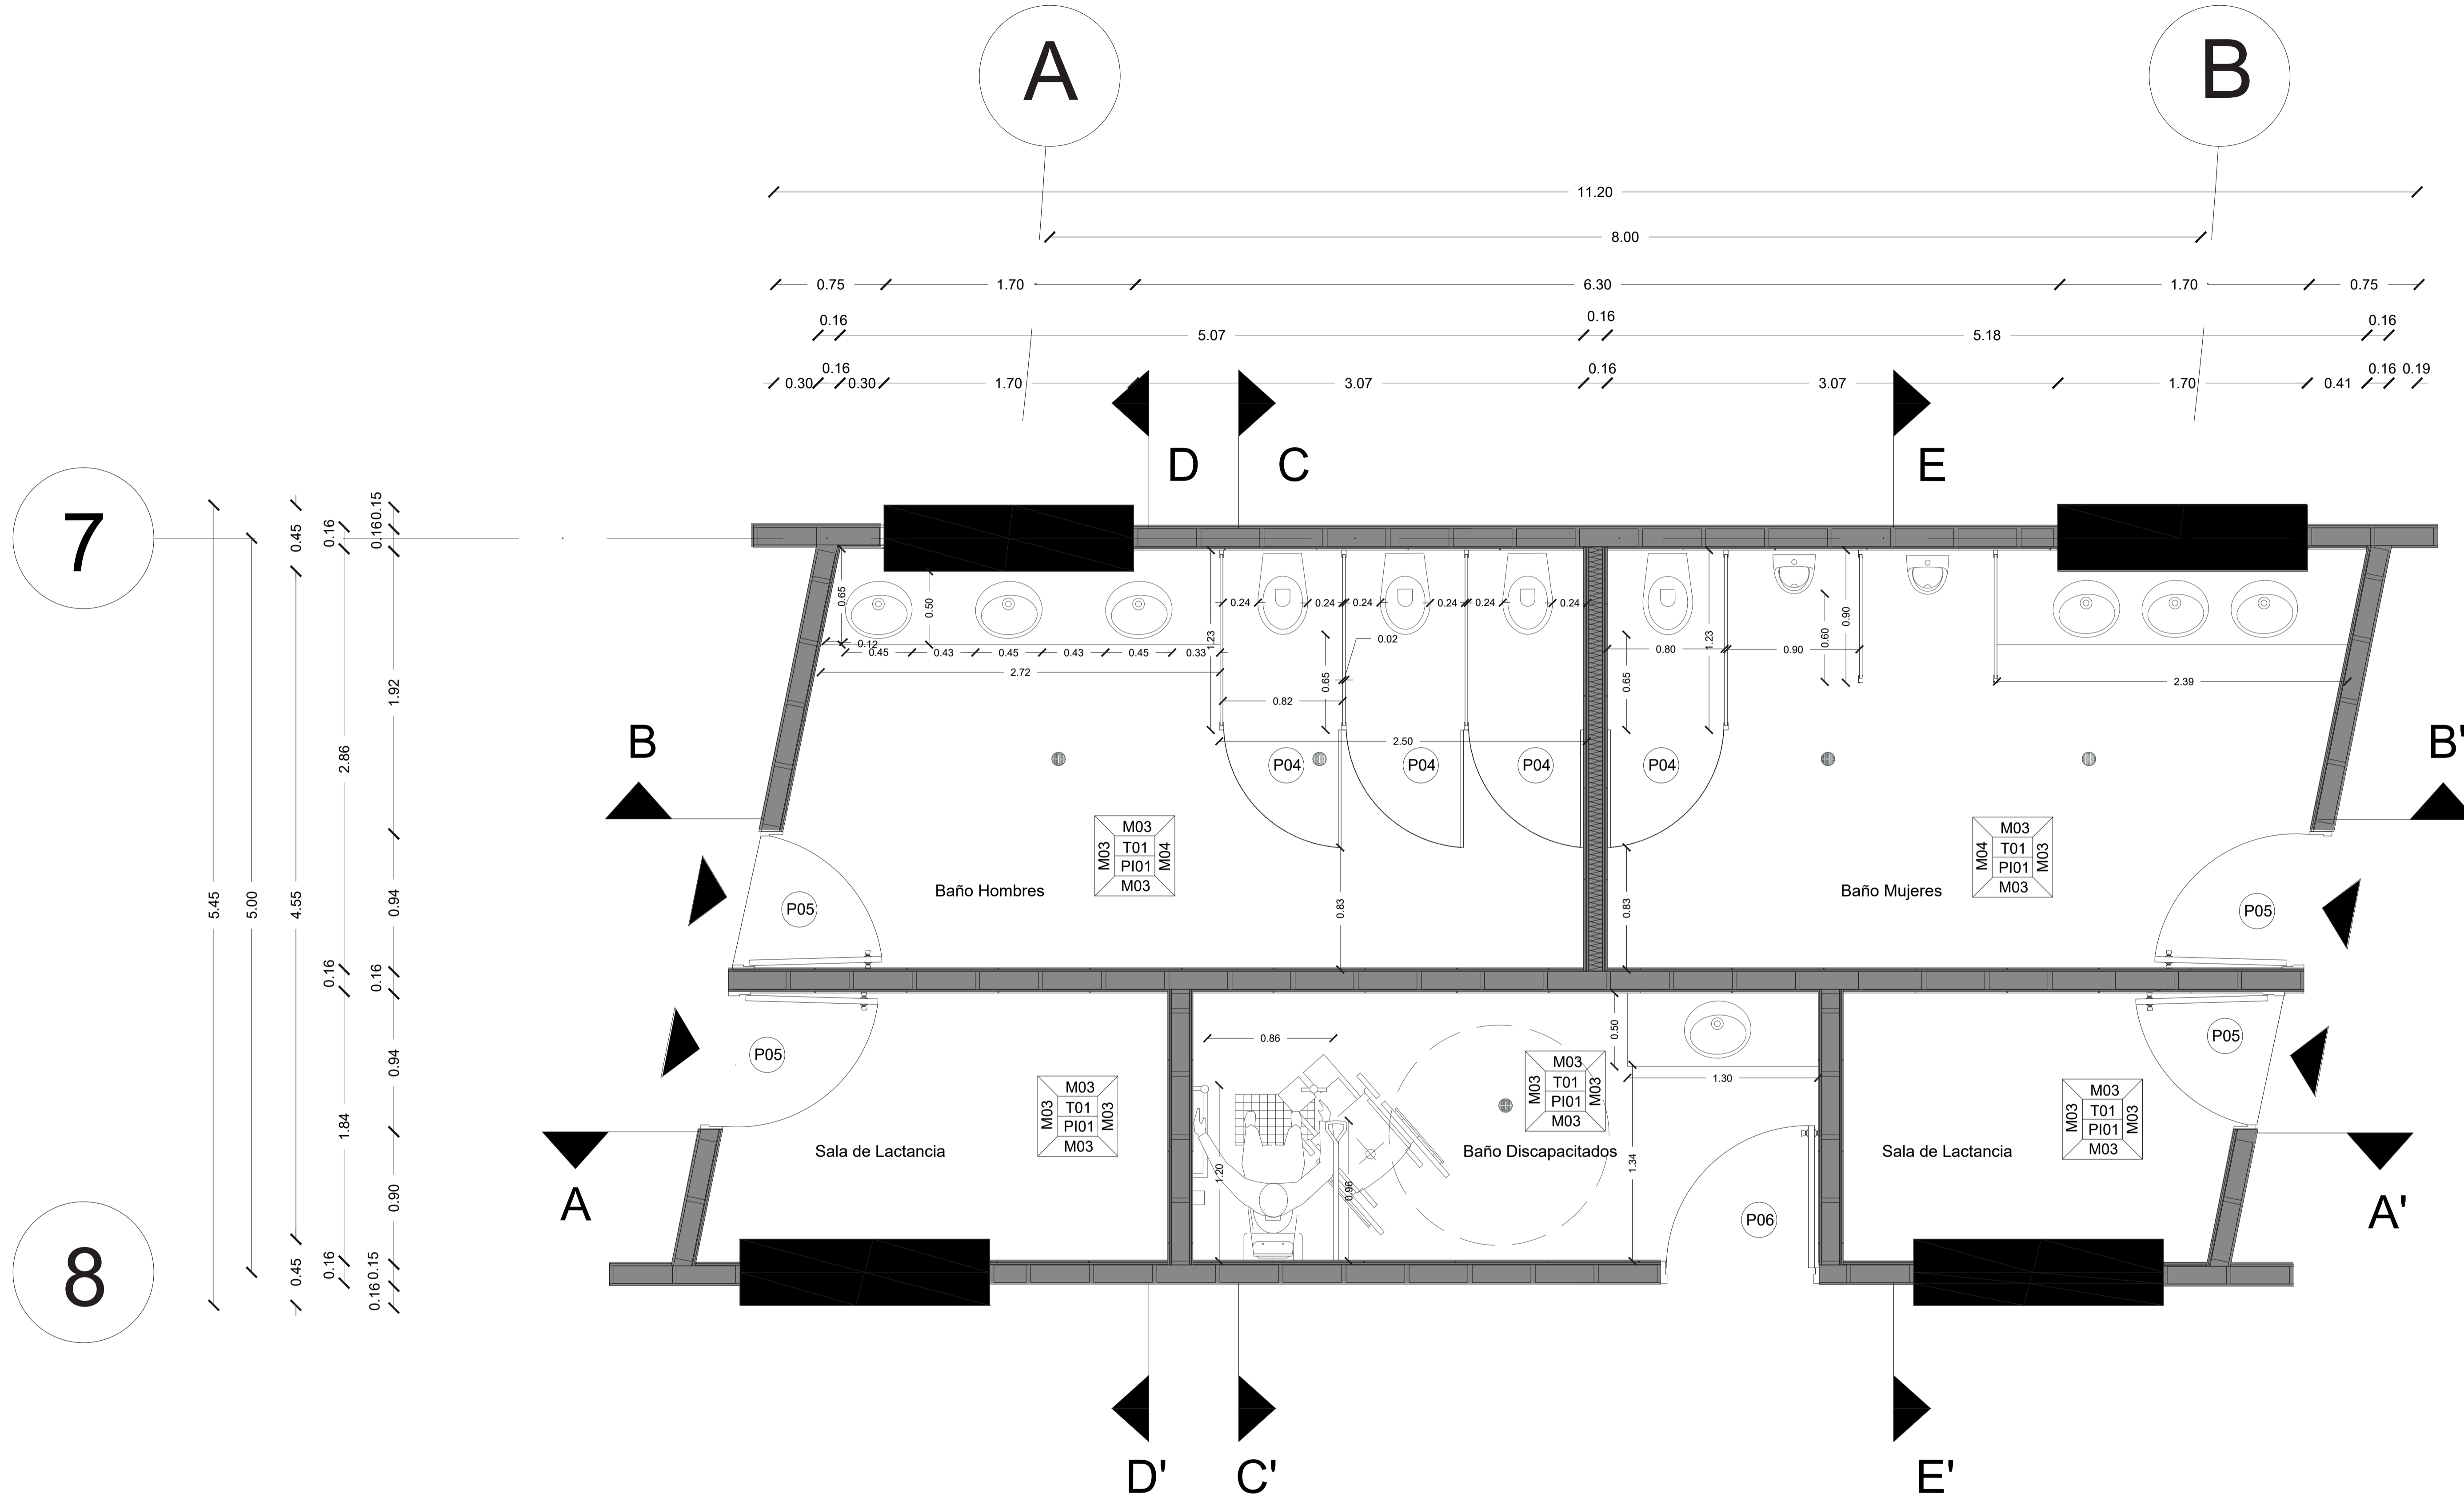 A
B
11.20
8.00
0.75
1.70
6.30
1.70
0.75
0.16
5.07
0.16
5.18
0.16
0.30
0.16
0.30
1.70
3.07
0.16
3.07
1.70
0.41
0.16
0.19
D
C
E
7
5.45
5.00
0.45
4.55
0.45
0.16
2.86
0.16
1.84
0.16
0.15
0.16
1.92
0.94
0.16
0.94
0.90
0.15
0.16
0.65
0.50
0.12
0.45
0.43
0.45
0.43
0.45
0.33
2.72
1.23
0.24
0.24
0.24
0.24
0.24
0.24
0.02
0.65
0.82
2.50
0.65
0.80
1.23
0.90
0.60
0.90
2.39
B
B'
P04
P04
P04
P04
M03
M03
T01
PI01
M04
M03
Baño Hombres
0.83
0.83
Baño Mujeres
M03
M04
T01
PI01
M03
M03
P05
P05
P05
P05
0.86
0.50
1.30
M03
M03
T01
PI01
M03
M03
M03
M03
T01
PI01
M03
M03
M03
M03
T01
PI01
M03
M03
Sala de Lactancia
1.20
0.96
Baño Discapacitados
1.34
Sala de Lactancia
P06
A
A'
8
D'
C'
E'